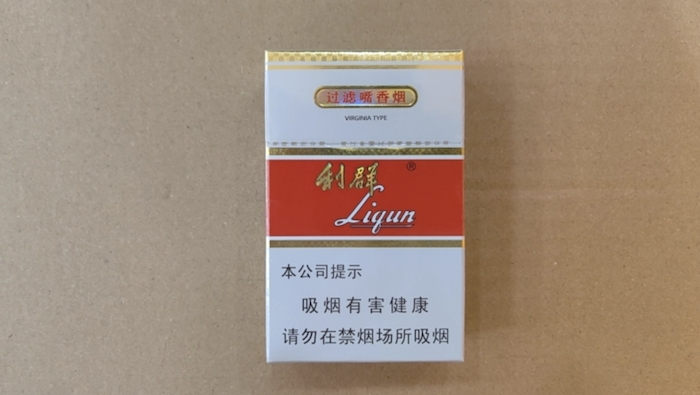 过滤嘴香烟
VIRGINIA TYPE
利群®
Liqun
本公司提示
吸烟有害健康
请勿在禁烟场所吸烟